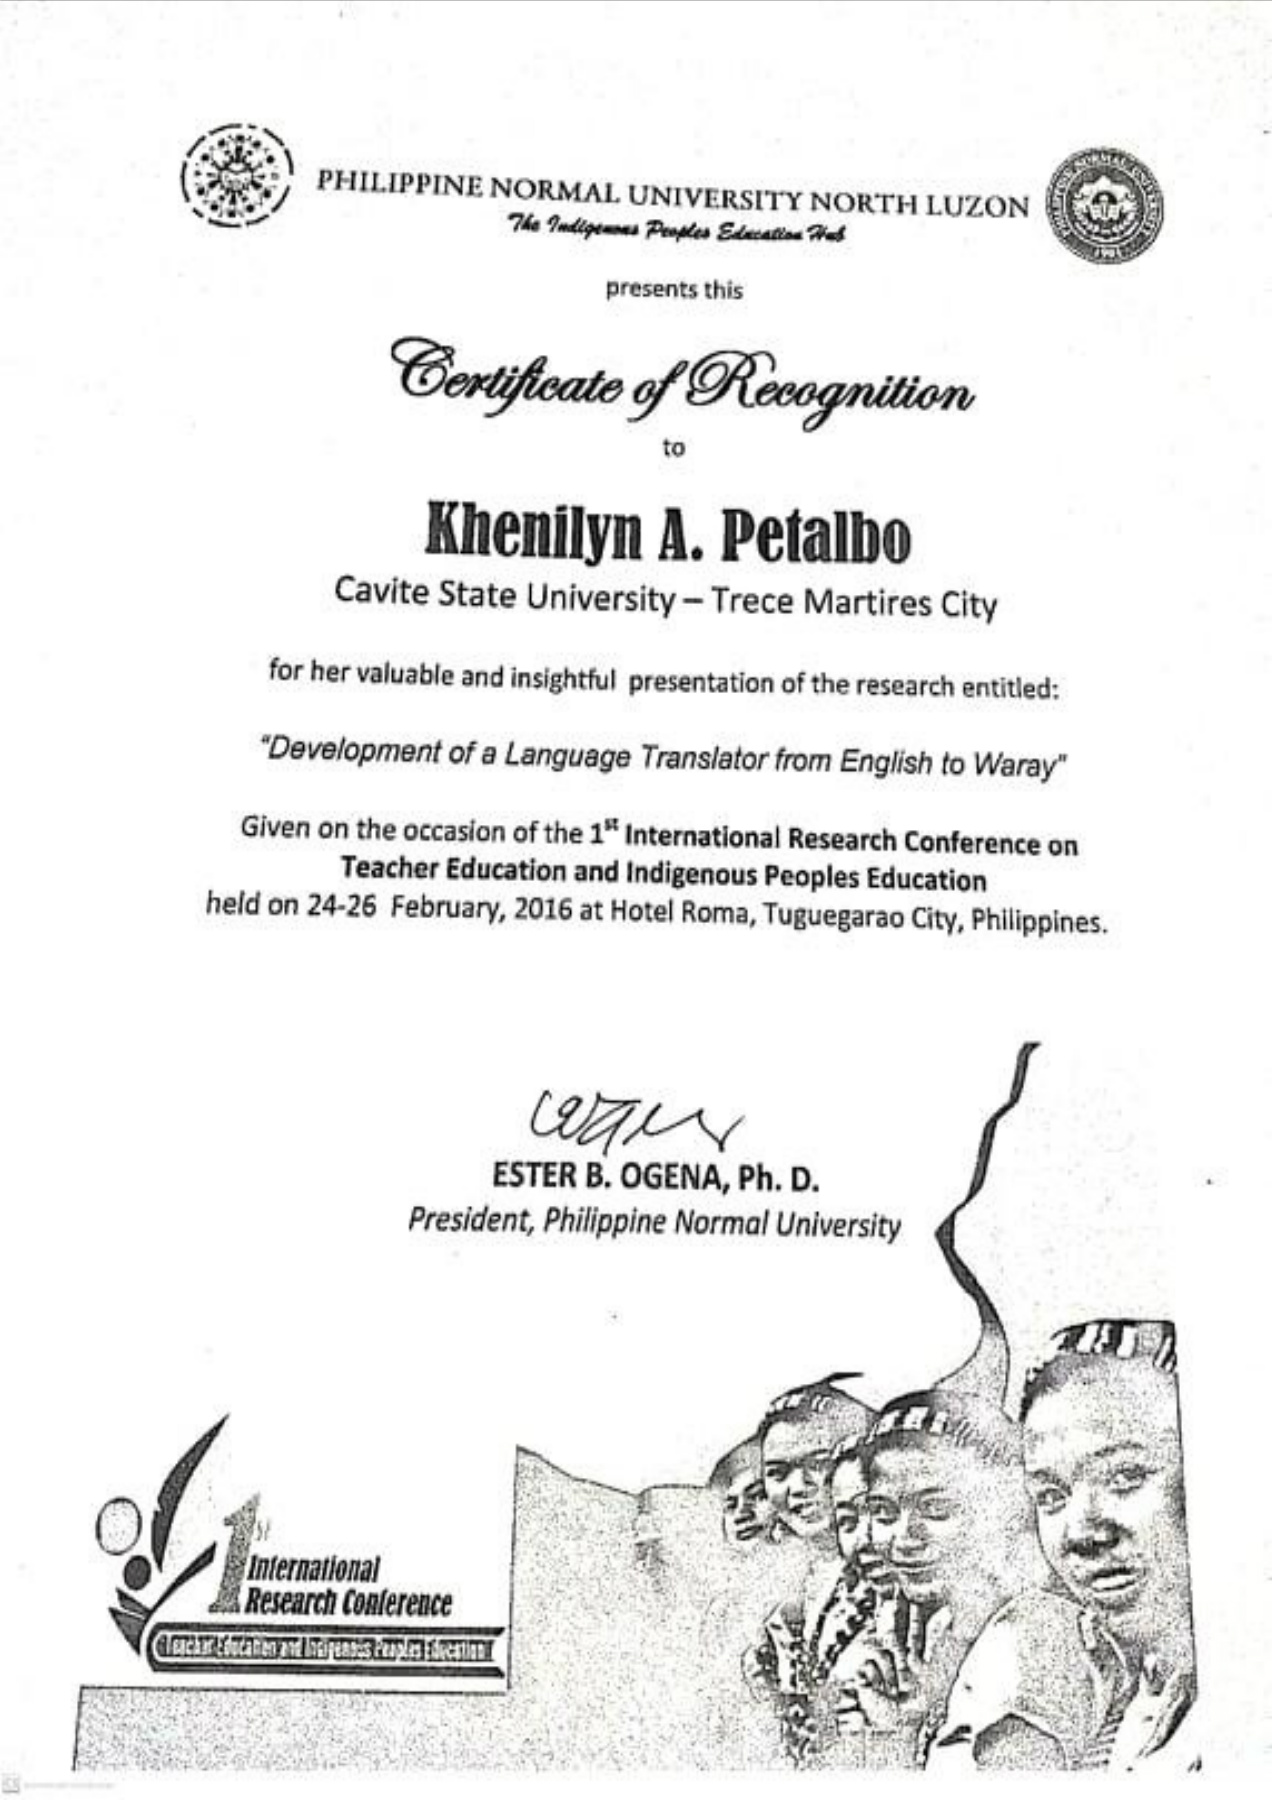 PHILIPPINE NORMAL UNIVERSITY NORTH LUZON
The Indigenous Peoples Education Hub
presents this
Certificate of Recognition
to
Khenilyn A. Petalbo
Cavite State University – Trece Martires City
for her valuable and insightful presentation of the research entitled:
"Development of a Language Translator from English to Waray"
Given on the occasion of the 1st International Research Conference on
Teacher Education and Indigenous Peoples Education
held on 24-26 February, 2016 at Hotel Roma, Tuguegarao City, Philippines.
ESTER B. OGENA, Ph. D.
President, Philippine Normal University
1st
International
Research Conference
Teacher Education and Indigenous Peoples Education